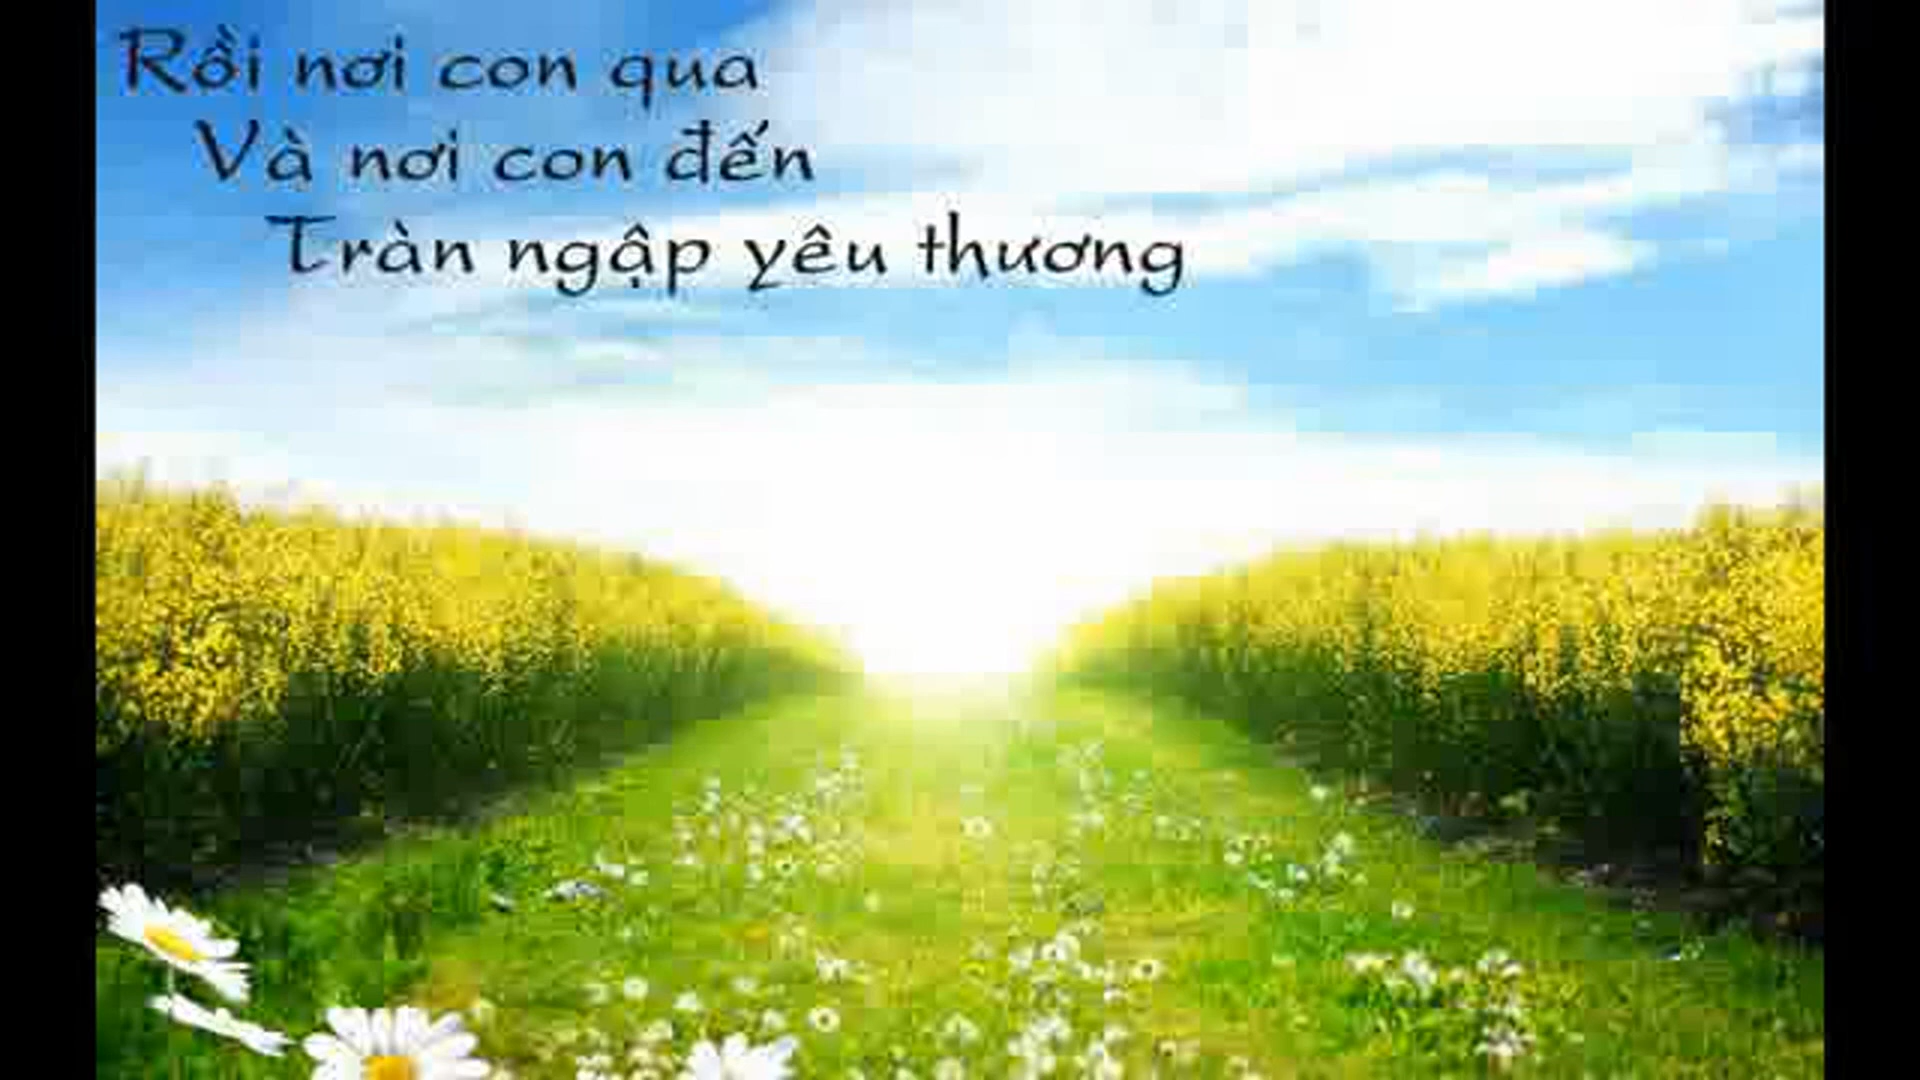 Rồi nơi con qua
Và nơi con đến
Tràn ngập yêu thương